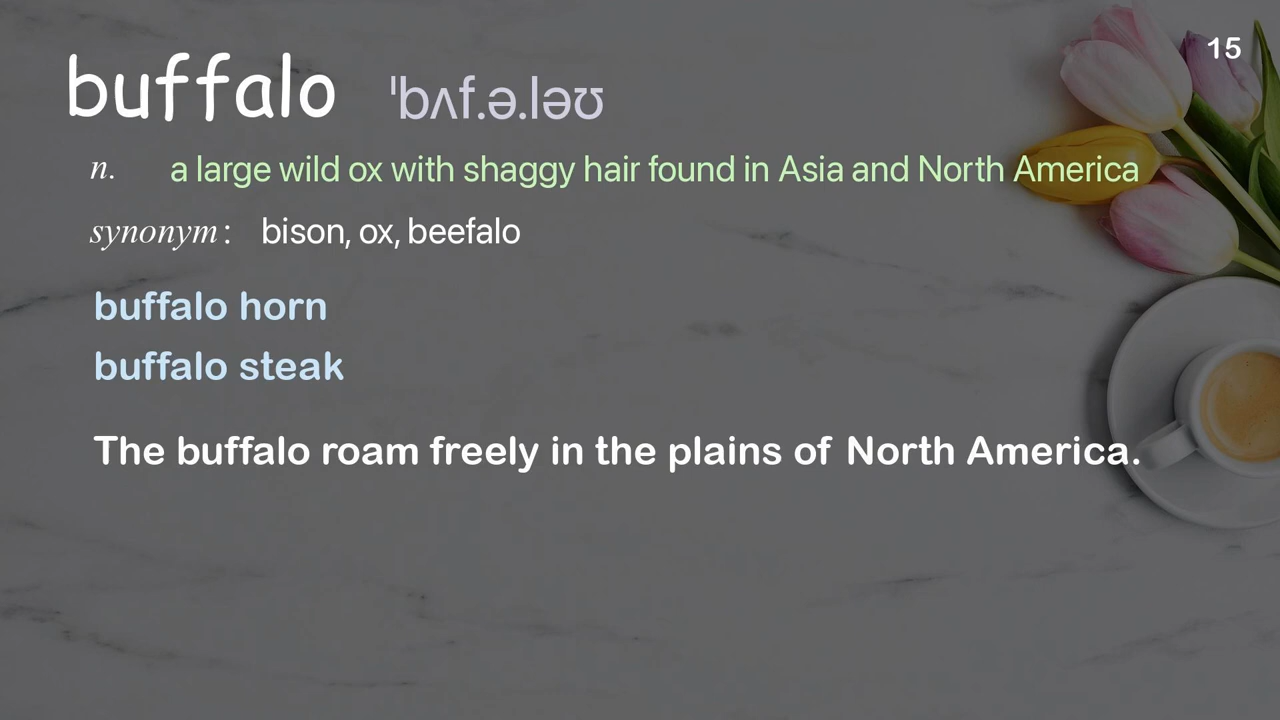 15
buffalo ˈbʌf.ə.ləʊ
n. a large wild ox with shaggy hair found in Asia and North America
synonym : bison, ox, beefalo
buffalo horn
buffalo steak
The buffalo roam freely in the plains of North America.